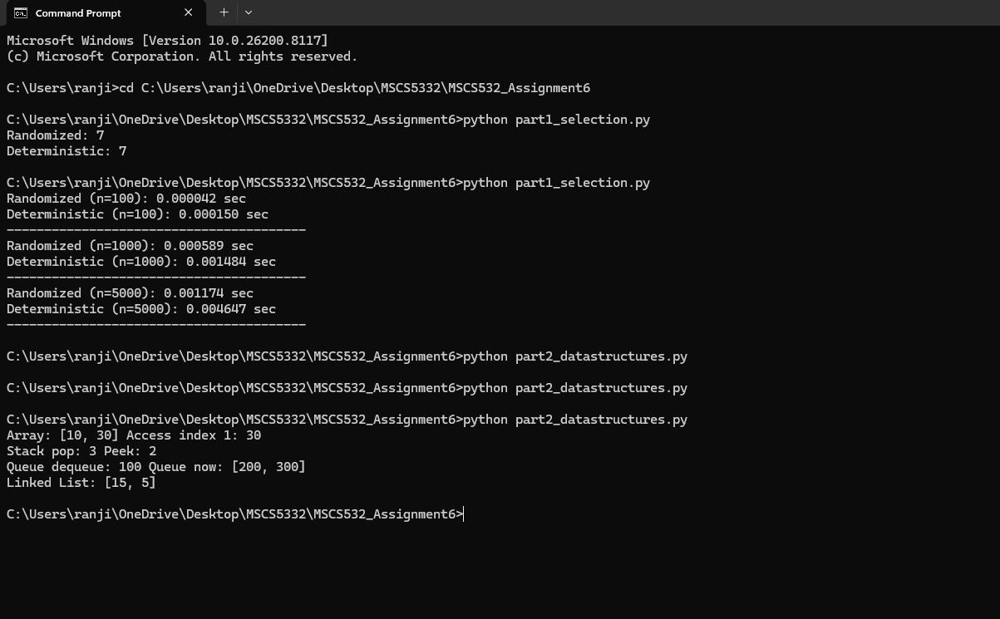 Command Prompt
Microsoft Windows [Version 10.0.26200.8117]
(c) Microsoft Corporation. All rights reserved.
C:\Users\ranji>cd C:\Users\ranji\OneDrive\Desktop\MSCS5332\MSCS532_Assignment6
C:\Users\ranji\OneDrive\Desktop\MSCS5332\MSCS532_Assignment6>python part1_selection.py
Randomized: 7
Deterministic: 7
C:\Users\ranji\OneDrive\Desktop\MSCS5332\MSCS532_Assignment6>python part1_selection.py
Randomized (n=100): 0.000042 sec
Deterministic (n=100): 0.000150 sec
----------------------------------------
Randomized (n=1000): 0.000589 sec
Deterministic (n=1000): 0.001484 sec
----------------------------------------
Randomized (n=5000): 0.001174 sec
Deterministic (n=5000): 0.004647 sec
----------------------------------------
C:\Users\ranji\OneDrive\Desktop\MSCS5332\MSCS532_Assignment6>python part2_datastructures.py
C:\Users\ranji\OneDrive\Desktop\MSCS5332\MSCS532_Assignment6>python part2_datastructures.py
C:\Users\ranji\OneDrive\Desktop\MSCS5332\MSCS532_Assignment6>python part2_datastructures.py
Array: [10, 30] Access index 1: 30
Stack pop: 3 Peek: 2
Queue dequeue: 100 Queue now: [200, 300]
Linked List: [15, 5]
C:\Users\ranji\OneDrive\Desktop\MSCS5332\MSCS532_Assignment6>